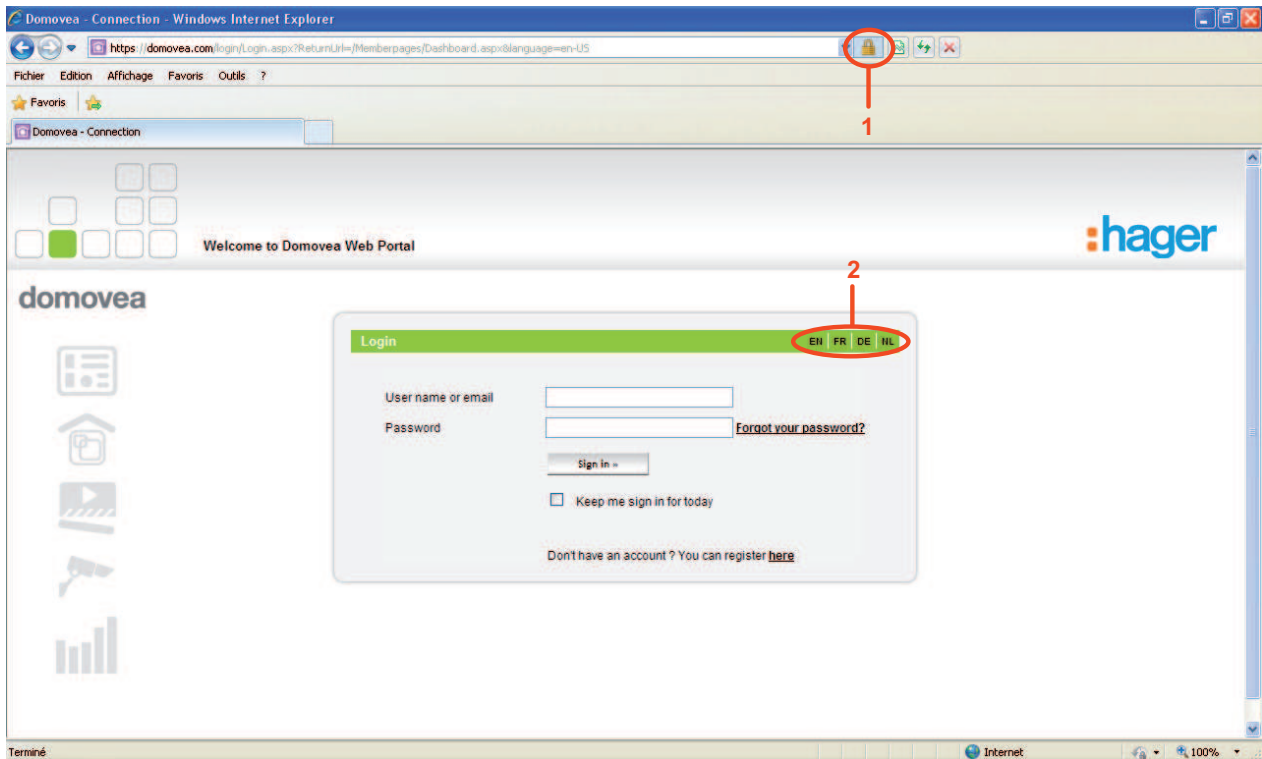 Domovea - Connection - Windows Internet Explorer
https://domovea.com/login/Login.aspx?ReturnUrl=/Memberpages/Dashboard.aspx&language=en-US
Fichier Edition Affichage Favoris Outils ?
1
Favoris
Domovea - Connection
Welcome to Domovea Web Portal
:hager
2
domovea
Login EN FR DE NL
User name or email
Password Forgot your password?
Sign in »
Keep me sign in for today
Don't have an account ? You can register here
Terminé Internet 100%